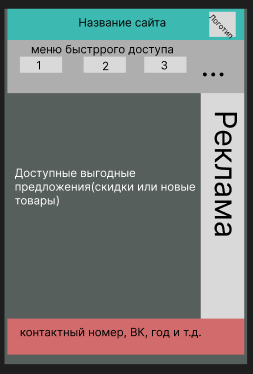 Название сайта
Логотип
меню быстррого доступа
1 2 3 ...
Реклама
Доступные выгодные
предложения(скидки или новые
товары)
контактный номер, ВК, год и т.д.